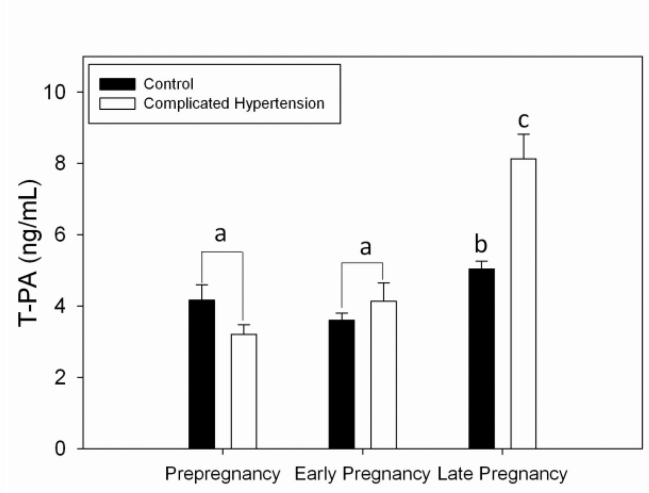 Control
Complicated Hypertension
T-PA (ng/mL)
10
8
6
4
2
0
a
a
b
c
Prepregnancy Early Pregnancy Late Pregnancy